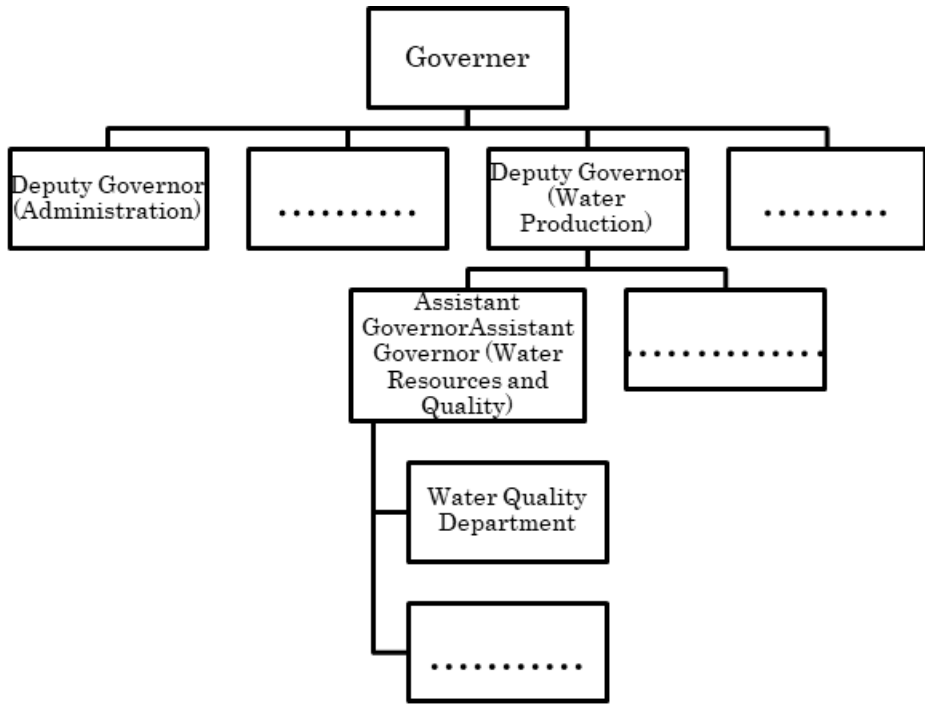 Governer
Deputy Governor
(Administration)
..........
Deputy Governor
(Water
Production)
.........
Assistant
GovernorAssistant
Governor (Water
Resources and
Quality)
..............
Water Quality
Department
...........